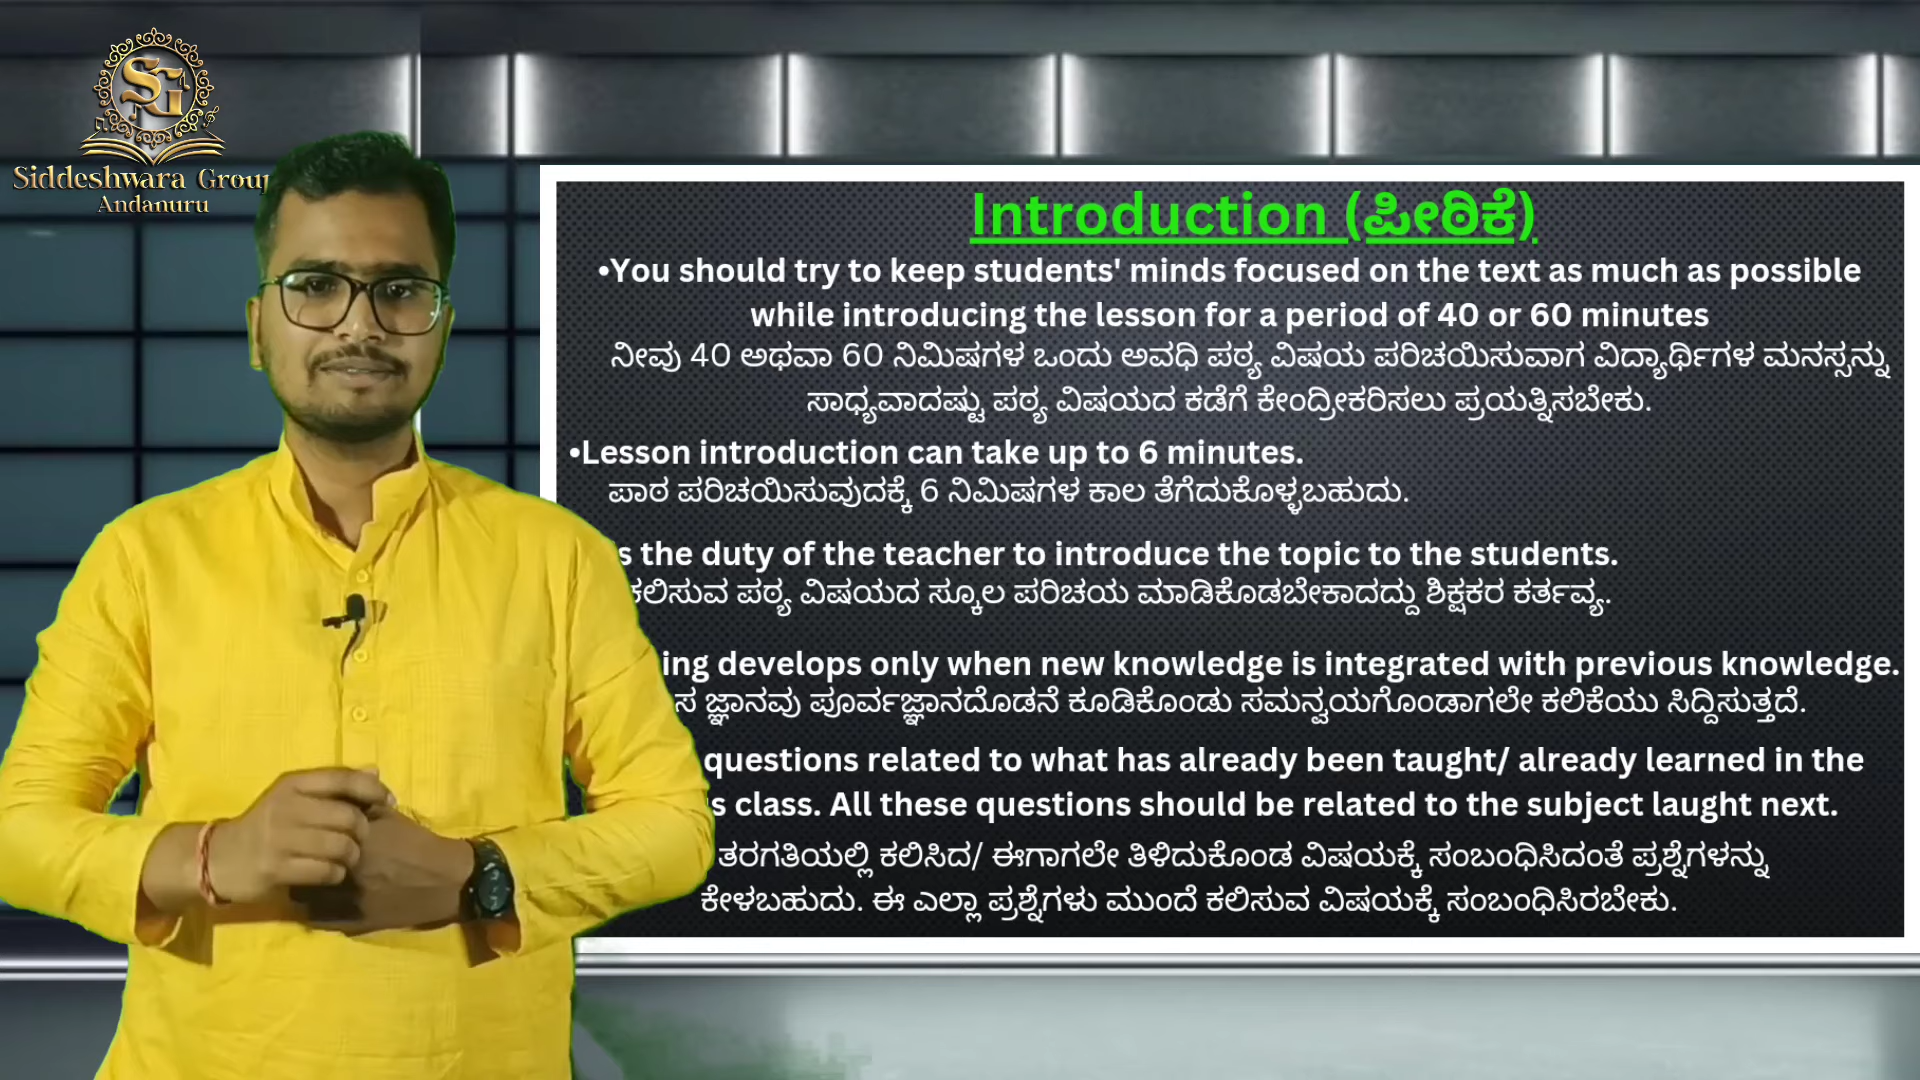 SG
Siddeshwara Group
Andanuru
Introduction (ಪೀಠಿಕೆ)
•You should try to keep students' minds focused on the text as much as possible
while introducing the lesson for a period of 40 or 60 minutes
ನೀವು 40 ಅಥವಾ 60 ನಿಮಿಷಗಳ ಒಂದು ಅವಧಿ ಪಠ್ಯ ವಿಷಯ ಪರಿಚಯಿಸುವಾಗ ವಿದ್ಯಾರ್ಥಿಗಳ ಮನಸ್ಸನ್ನು
ಸಾಧ್ಯವಾದಷ್ಟು ಪಠ್ಯ ವಿಷಯದ ಕಡೆಗೆ ಕೇಂದ್ರೀಕರಿಸಲು ಪ್ರಯತ್ನಿಸಬೇಕು.
•Lesson introduction can take up to 6 minutes.
ಪಾಠ ಪರಿಚಯಿಸುವುದಕ್ಕೆ 6 ನಿಮಿಷಗಳ ಕಾಲ ತೆಗೆದುಕೊಳ್ಳಬಹುದು.
the duty of the teacher to introduce the topic to the students.
ಕಲಿಸುವ ಪಠ್ಯ ವಿಷಯದ ಸ್ಕೂಲ ಪರಿಚಯ ಮಾಡಿಕೊಡಬೇಕಾದದ್ದು ಶಿಕ್ಷಕರ ಕರ್ತವ್ಯ.
develops only when new knowledge is integrated with previous knowledge.
ಜ್ಞಾನವು ಪೂರ್ವಜ್ಞಾನದೊಡನೆ ಕೂಡಿಕೊಂಡು ಸಮನ್ವಯಗೊಂಡಾಗಲೇ ಕಲಿಕೆಯು ಸಿದ್ದಿಸುತ್ತದೆ.
questions related to what has already been taught/ already learned in the
class. All these questions should be related to the subject laught next.
ತರಗತಿಯಲ್ಲಿ ಕಲಿಸಿದ/ ಈಗಾಗಲೇ ತಿಳಿದುಕೊಂಡ ವಿಷಯಕ್ಕೆ ಸಂಬಂಧಿಸಿದಂತೆ ಪ್ರಶ್ನೆಗಳನ್ನು
ಕೇಳಬಹುದು. ಈ ಎಲ್ಲಾ ಪ್ರಶ್ನೆಗಳು ಮುಂದೆ ಕಲಿಸುವ ವಿಷಯಕ್ಕೆ ಸಂಬಂಧಿಸಿರಬೇಕು.